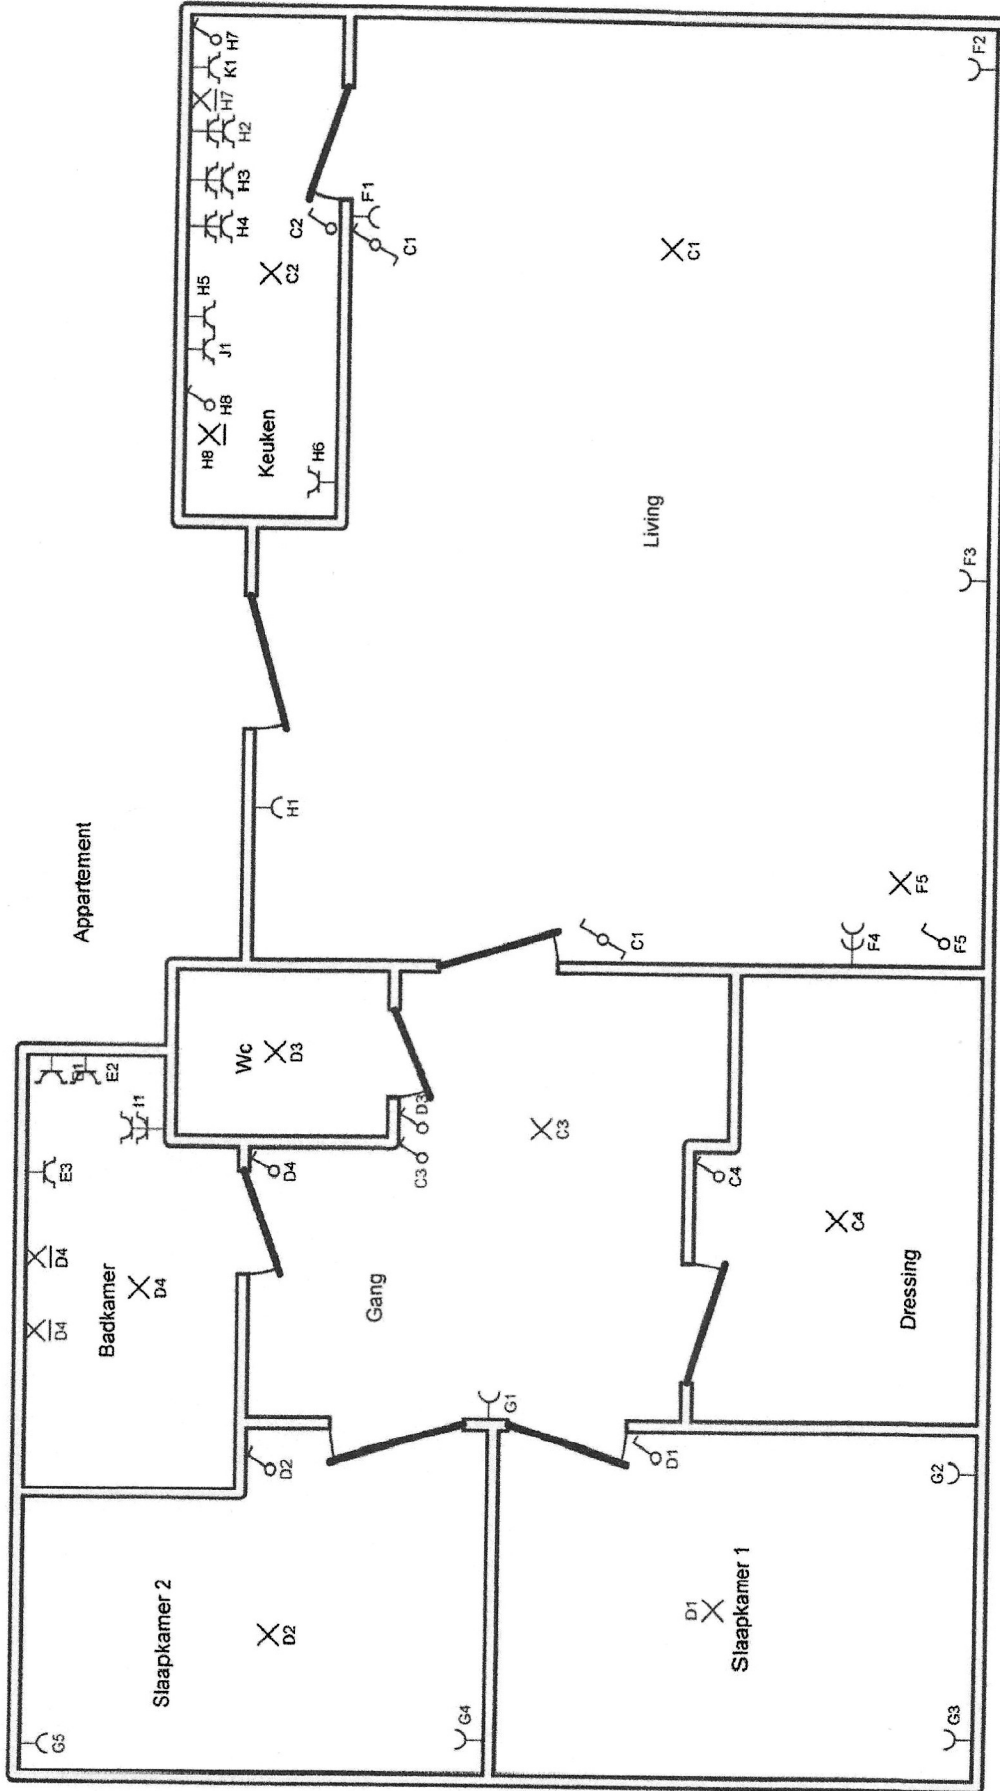 Appartement
Badkamer
D4
D4
D4
D4
E3
I1
E2
Wc
D3
D3
C3
C3
Gang
G1
Slaapkamer 2
D2
D2
G5
G4
Slaapkamer 1
D1
D1
G2
G3
Dressing
C4
C4
Living
H1
C1
C1
C1
F1
F2
F3
F4
F5
F5
Keuken
H8
H8
J1
H5
H6
C2
C2
H4
H3
H2
H7
K1
H7